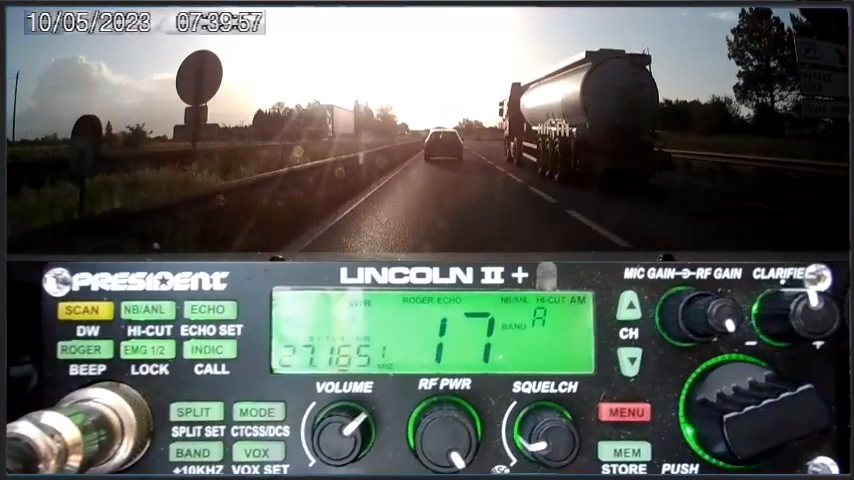 10/05/2023 07:39:57
PRESIDENT LINCOLN II +
MIC GAIN RF GAIN CLARIFIER
SCAN NB/ANL ECHO
DW HI-CUT ECHO SET
ROGER EMG 1/2 INDIC
BEEP LOCK CALL
SWR ROGER ECHO NB/ANL HI-CUT AM
17 BAND A
27.165
MHz
CH
VOLUME RF PWR SQUELCH
SPLIT MODE
SPLIT SET CTCSS/DCS
BAND VOX
+10KHZ VOX SET
MENU
MEM
STORE PUSH
- +